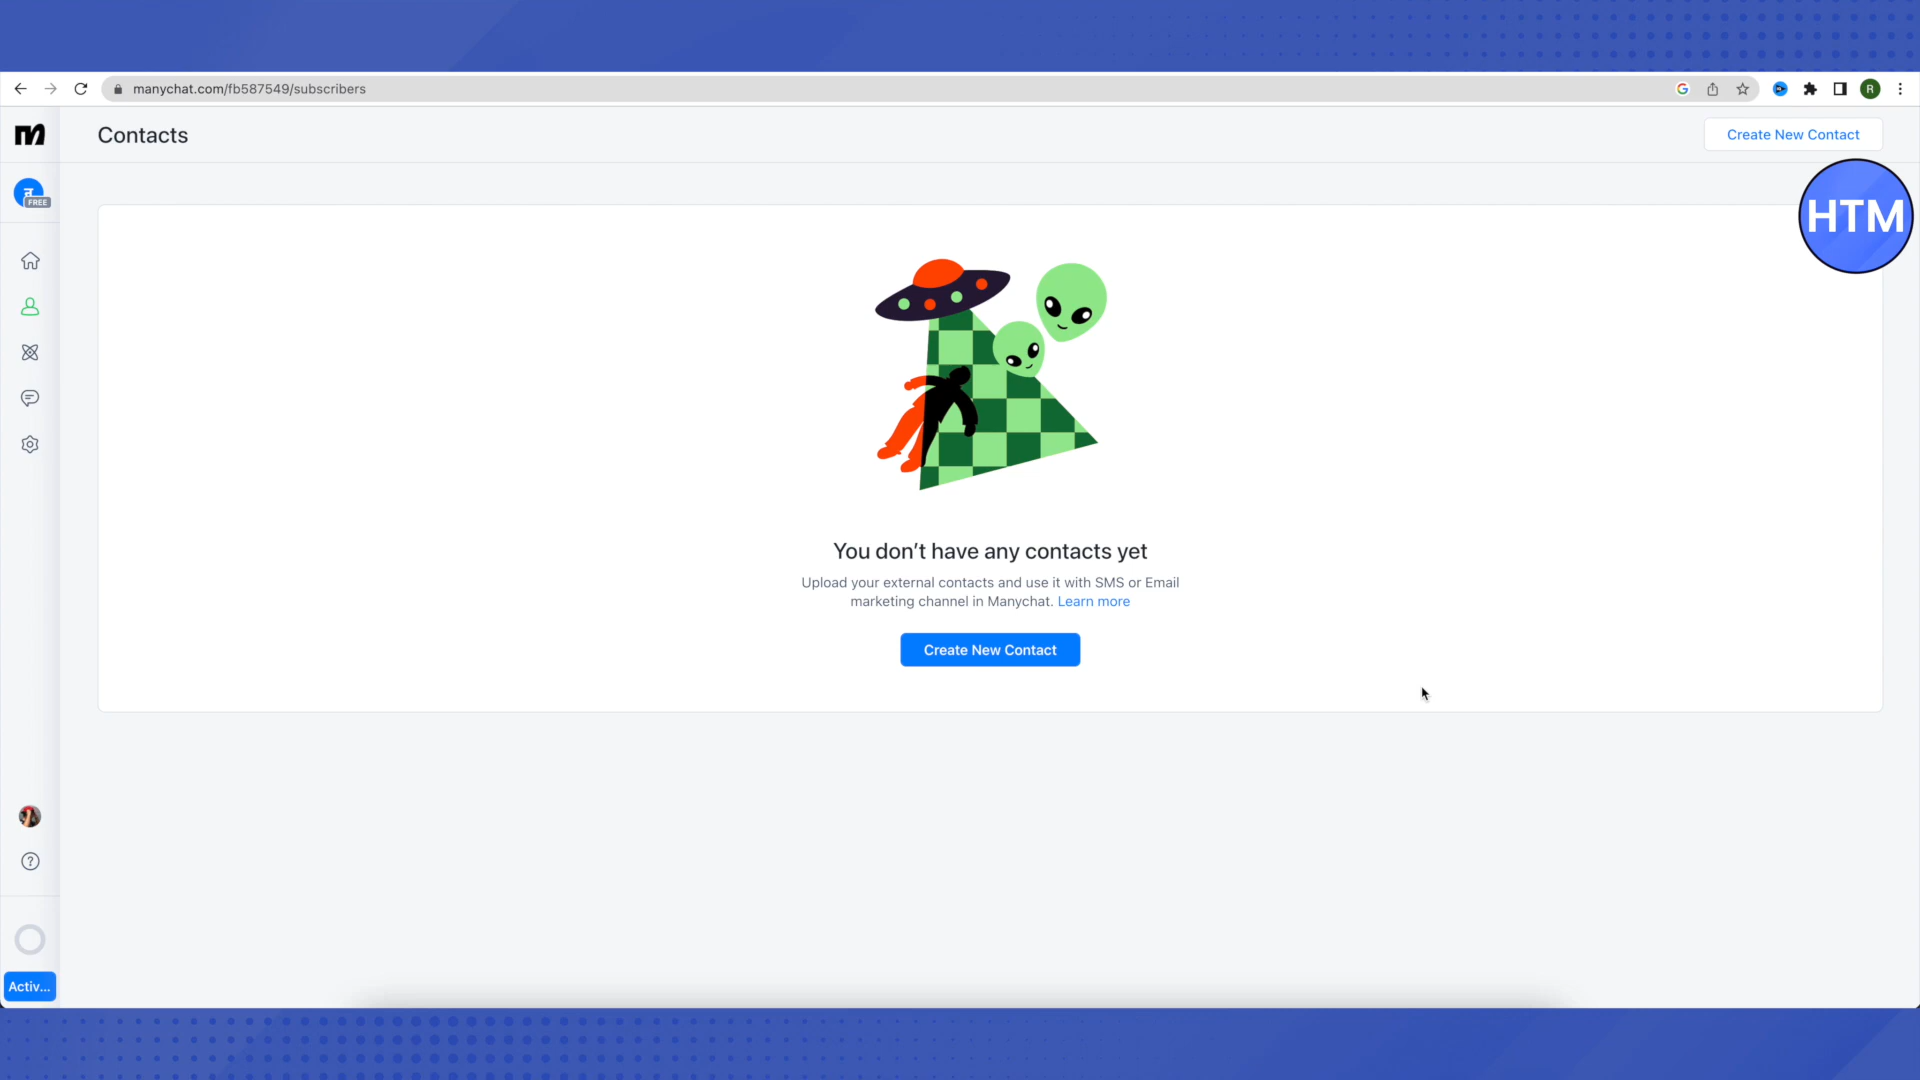 manychat.com/fb587549/subscribers
R
Contacts
Create New Contact
FREE
HTM
You don’t have any contacts yet
Upload your external contacts and use it with SMS or Email
marketing channel in Manychat. Learn more
Create New Contact
Activ...